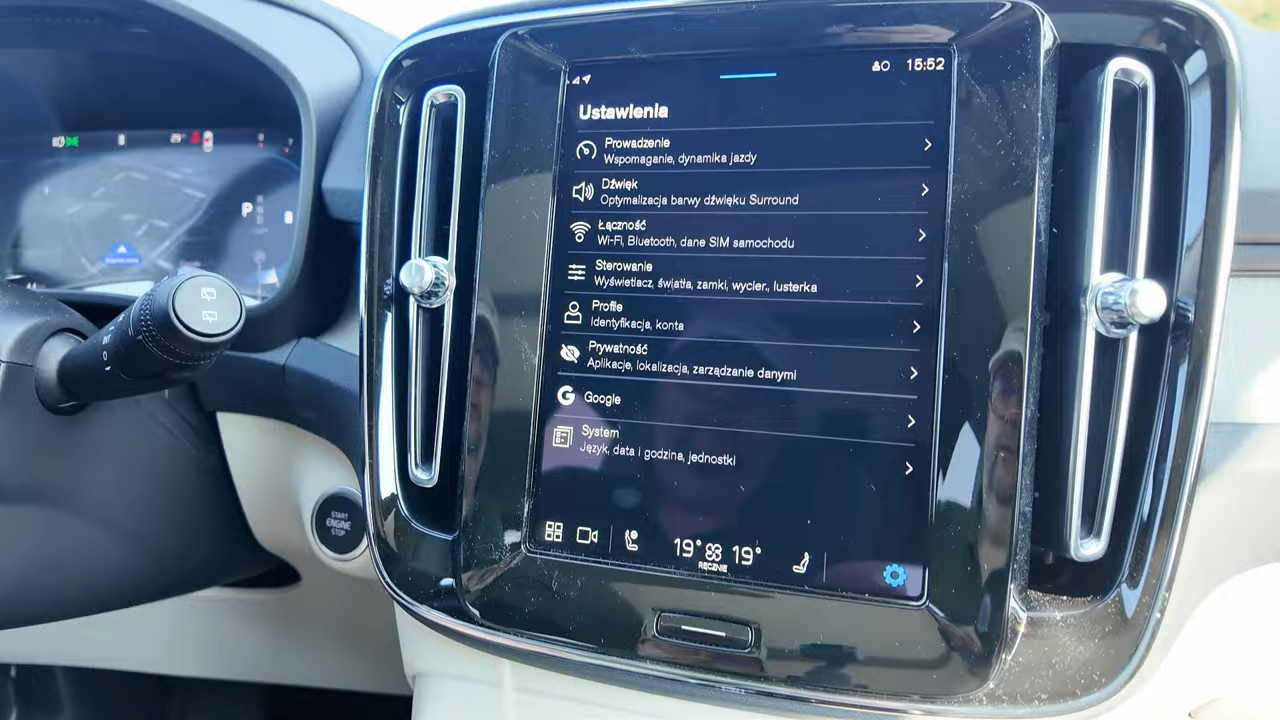 15:52
Ustawienia
Prowadzenie
Wspomaganie, dynamika jazdy
Dźwięk
Optymalizacja barwy dźwięku Surround
Łączność
Wi-Fi, Bluetooth, dane SIM samochodu
Sterowanie
Wyświetlacz, światła, zamki, wycier., lusterka
Profile
Identyfikacja, konta
Prywatność
Aplikacje, lokalizacja, zarządzanie danymi
Google
System
Język, data i godzina, jednostki
19° 19°
RĘCZNIE
P
START
ENGINE
STOP